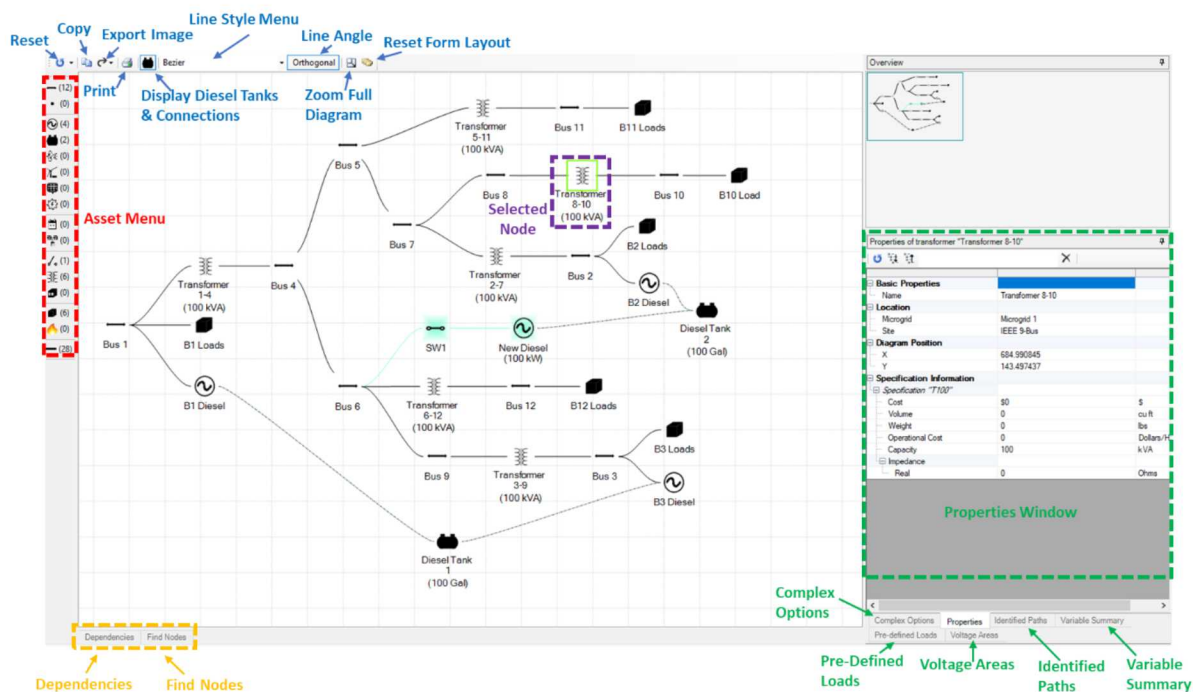 Line Style Menu
Copy
Export Image
Line Angle
Reset
Reset Form Layout
Bezier
Orthogonal
Print
Display Diesel Tanks
& Connections
Zoom Full
Diagram
(12)
(0)
(4)
(2)
(0)
(0)
(0)
(0)
(0)
(0)
(1)
(6)
(0)
(6)
(0)
(28)
Asset Menu
Transformer
5-11
(100 kVA)
Bus 11
B11 Loads
Bus 5
Bus 8
Transformer
8-10
(100 kVA)
Bus 10
B10 Load
Selected
Node
Bus 7
B2 Loads
Transformer
2-7
(100 kVA)
Bus 2
B2 Diesel
Transformer
1-4
(100 kVA)
Bus 4
Diesel Tank
2
(100 Gal)
Bus 1
B1 Loads
SW1
New Diesel
(100 kW)
B1 Diesel
Bus 6
Transformer
6-12
(100 kVA)
Bus 12
B12 Loads
B3 Loads
Bus 9
Transformer
3-9
(100 kVA)
Bus 3
B3 Diesel
Diesel Tank
1
(100 Gal)
Overview
Properties of transformer "Transformer 8-10"
Basic Properties
Name Transformer 8-10
Location
Microgrid Microgrid 1
Site IEEE 9-Bus
Diagram Position
X 684.990845
Y 143.497437
Specification Information
Specification "T100"
Cost $0 $
Volume 0 cu ft
Weight 0 lbs
Operational Cost 0 Dollars/H
Capacity 100 kVA
Impedance
Real 0 Ohms
Properties Window
Complex
Options
Complex Options Properties Identified Paths Variable Summary
Pre-defined Loads Voltage Areas
Dependencies Find Nodes
Dependencies
Find Nodes
Pre-Defined
Loads
Voltage Areas
Identified
Paths
Variable
Summary